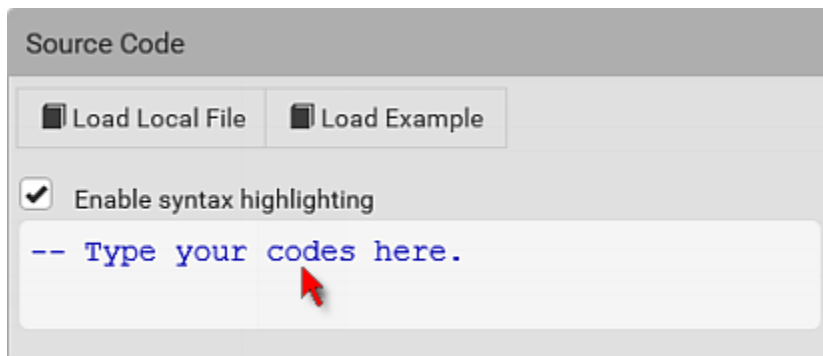 Source Code
Load Local File Load Example
Enable syntax highlighting
-- Type your codes here.